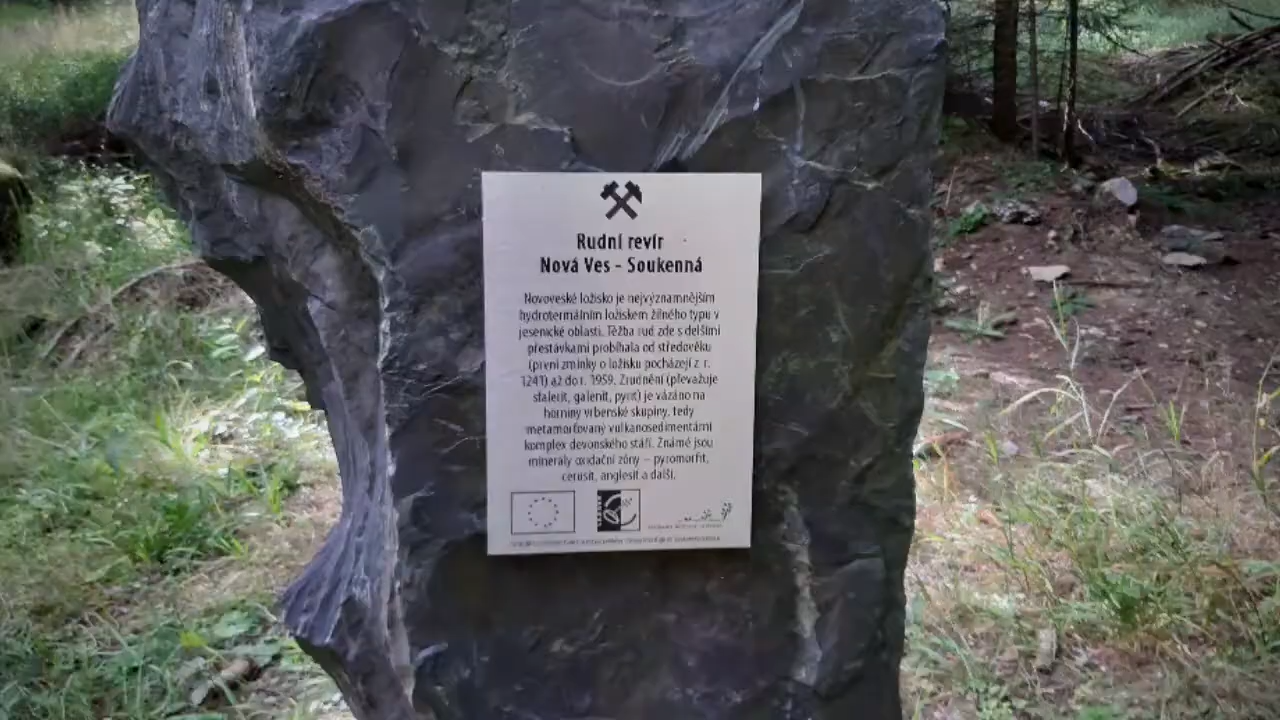 Rudní revír
Nová Ves - Soukenná
Novoveské ložisko je nejvýznamnějším
hydrotermálním ložiskem žilného typu v
jesenické oblasti. Těžba rud zde s delšími
přestávkami probíhala od středověku
(první zmínky o ložisku pocházejí z r.
1241) až do r. 1959. Zrudnění (převažuje
sfalerit, galenit, pyrit) je vázáno na
horniny vrbenské skupiny, tedy
metamorfovaný vulkanosedimentární
komplex devonského stáří. Známé jsou
minerály oxidační zóny – pyromorfit,
cerusit, anglesit a další.